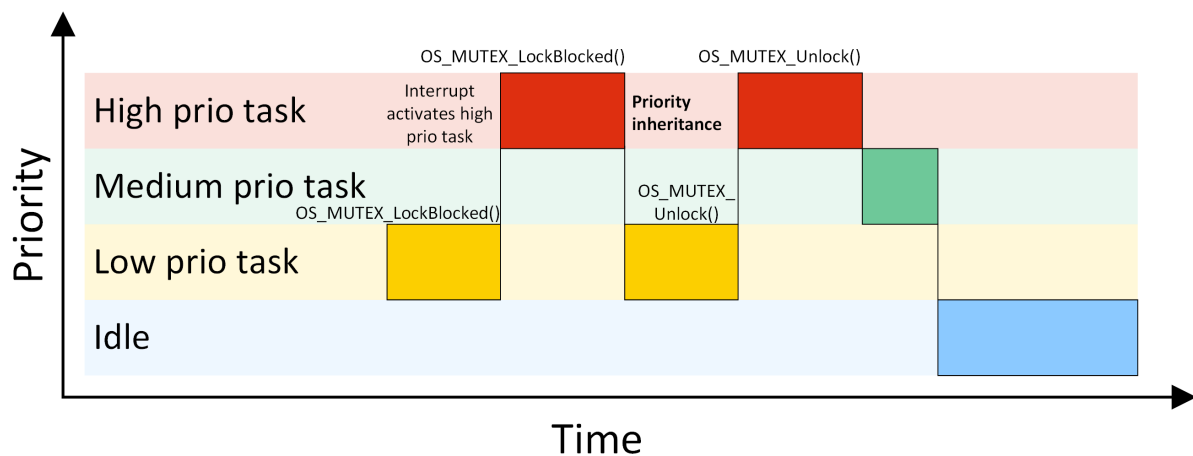 OS_MUTEX_LockBlocked()
OS_MUTEX_Unlock()
High prio task
Interrupt
activates high
prio task
Priority
inheritance
Medium prio task
OS_MUTEX_
Unlock()
OS_MUTEX_LockBlocked()
Low prio task
Idle
Priority
Time